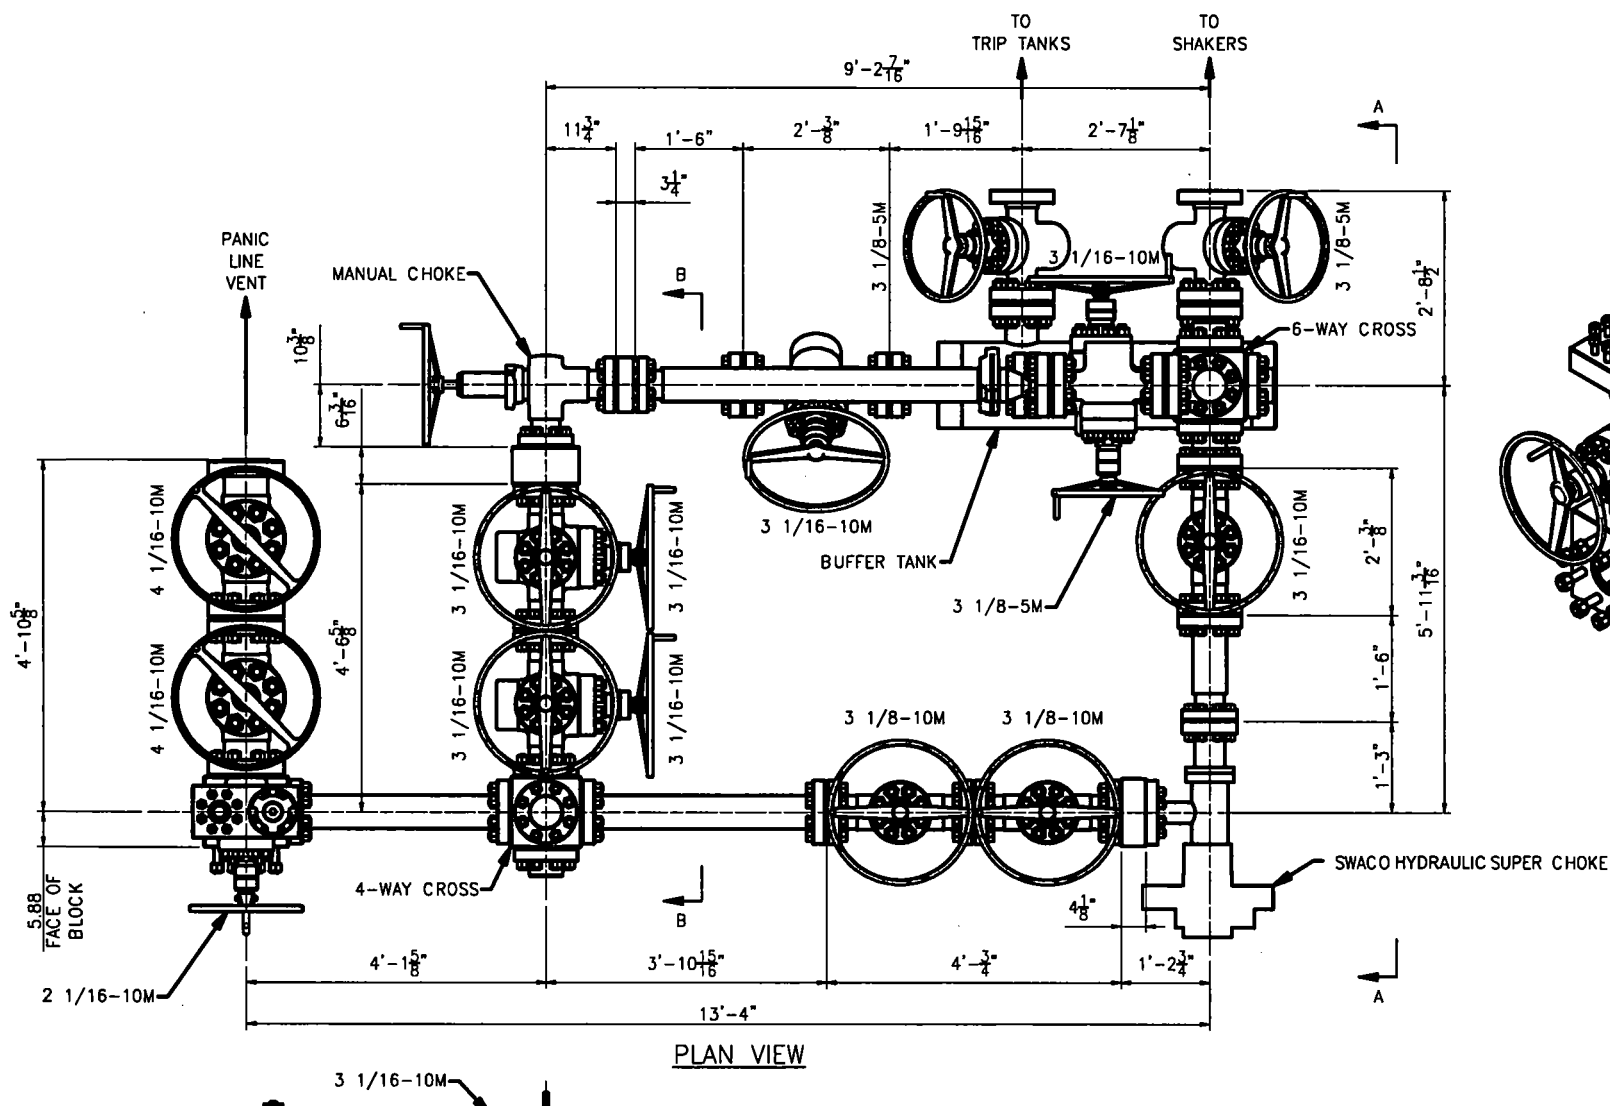 TO
TRIP TANKS
TO
SHAKERS
9'-2 7/16"
A
11 3/4"
1'-6"
2'-3/8"
1'-9 15/16"
2'-7 1/8"
3 1/4"
PANIC
LINE
VENT
MANUAL CHOKE
B
3 1/8-5M
3 1/16-10M
3 1/8-5M
2'-8 1/2"
6-WAY CROSS
10 3/8"
6 3/16"
4 1/16-10M
4 1/16-10M
4'-10 5/8"
4'-6 5/8"
3 1/16-10M
3 1/16-10M
3 1/16-10M
3 1/16-10M
3 1/16-10M
BUFFER TANK
3 1/8-5M
3 1/16-10M
2'-3/8"
5'-11 3/16"
1'-6"
1'-3"
3 1/8-10M
3 1/8-10M
SWACO HYDRAULIC SUPER CHOKE
4-WAY CROSS
B
4 1/8"
5.88
FACE OF
BLOCK
2 1/16-10M
4'-1 5/8"
3'-10 15/16"
4'-3/4"
1'-2 3/4"
A
13'-4"
PLAN VIEW
3 1/16-10M